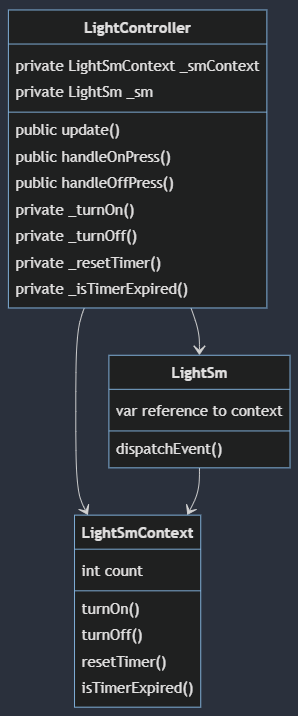 LightController
private LightSmContext _smContext
private LightSm _sm
public update()
public handleOnPress()
public handleOffPress()
private _turnOn()
private _turnOff()
private _resetTimer()
private _isTimerExpired()
LightSm
var reference to context
dispatchEvent()
LightSmContext
int count
turnOn()
turnOff()
resetTimer()
isTimerExpired()